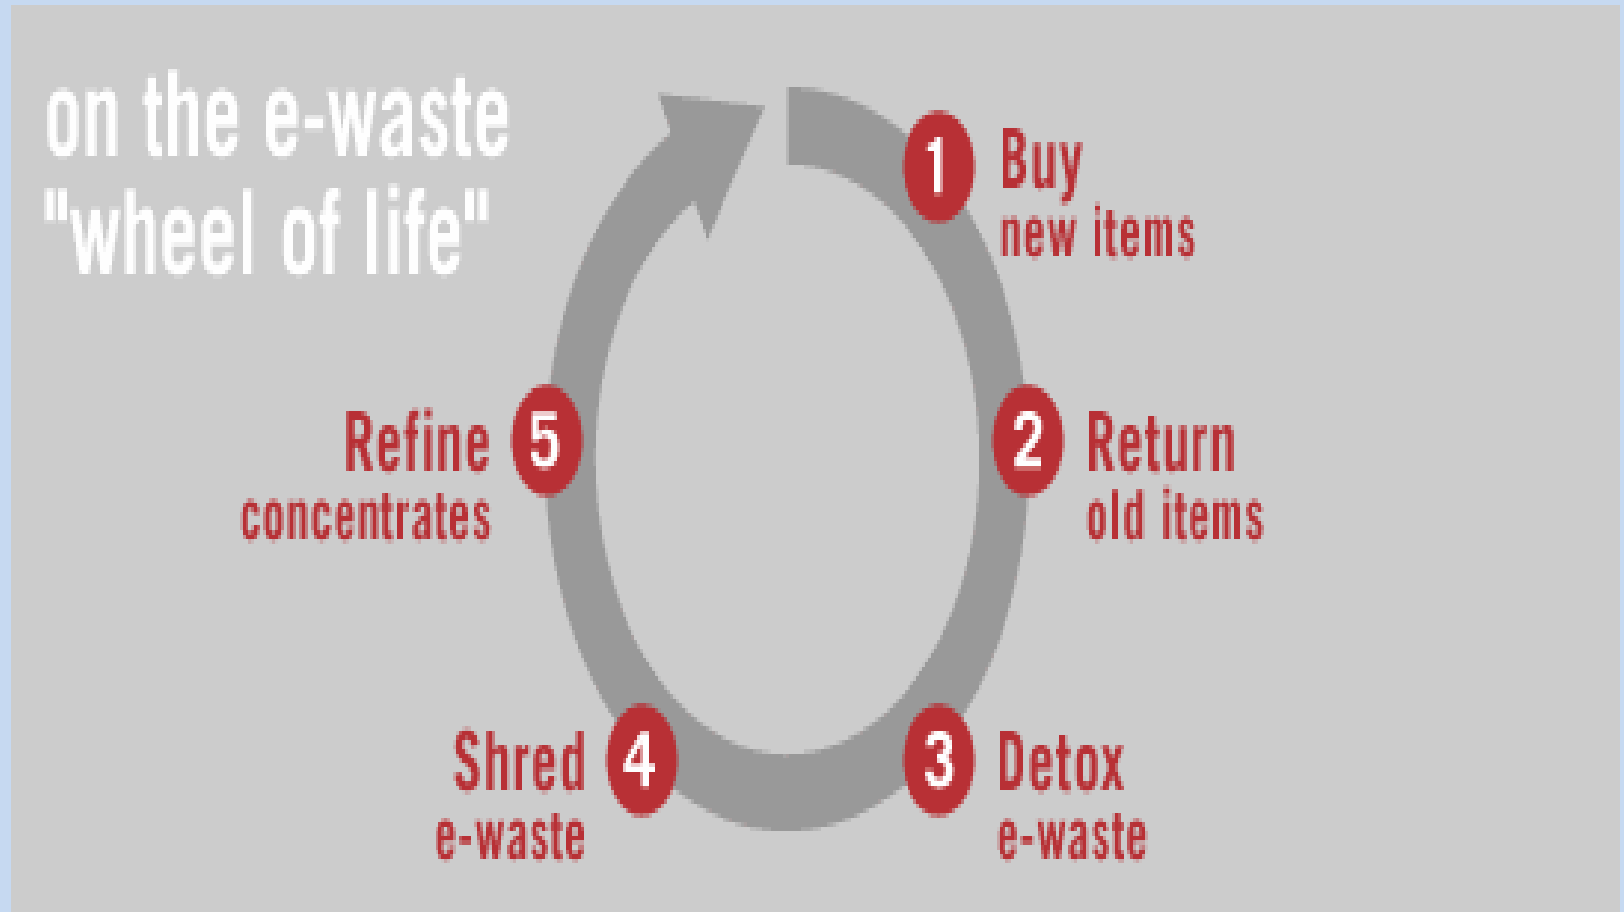 on the e-waste
"wheel of life"
1
Buy
new items
2
Return
old items
3
Detox
e-waste
4
Shred
e-waste
5
Refine
concentrates